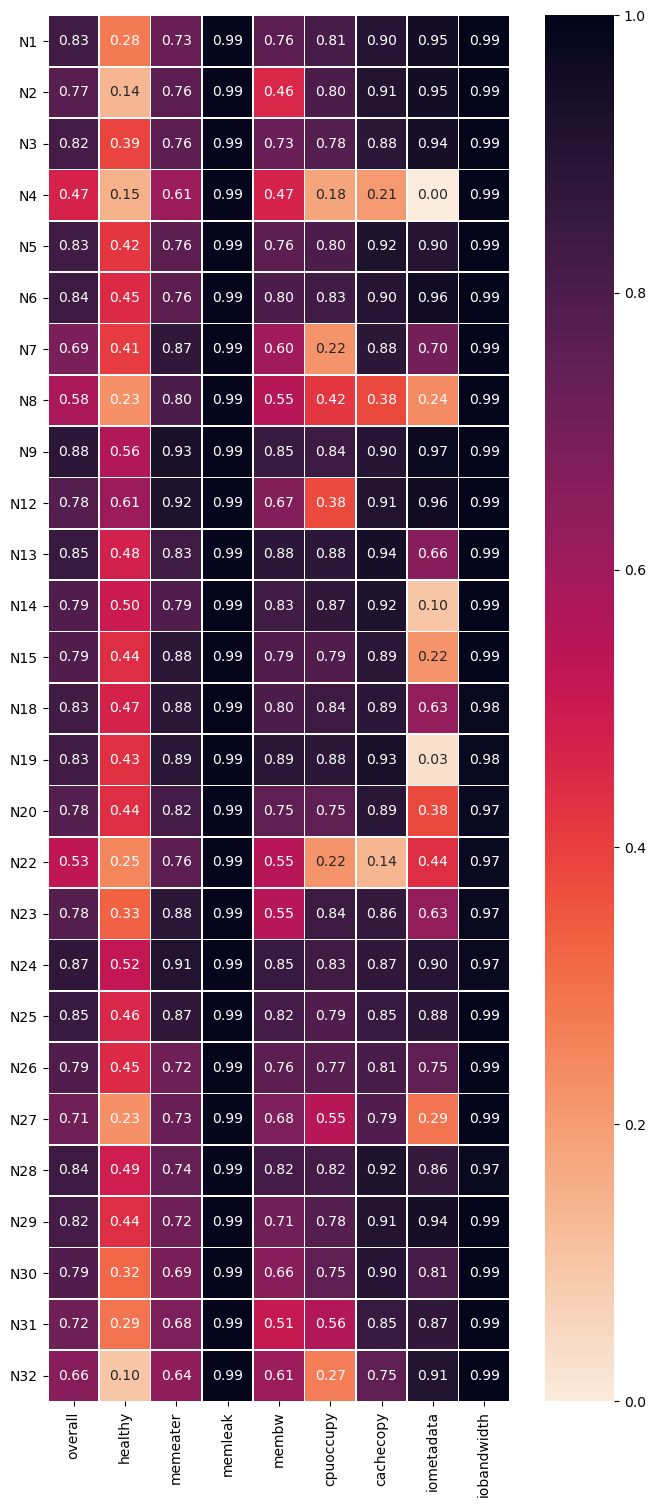 N1 0.83 0.28 0.73 0.99 0.76 0.81 0.90 0.95 0.99
N2 0.77 0.14 0.76 0.99 0.46 0.80 0.91 0.95 0.99
N3 0.82 0.39 0.76 0.99 0.73 0.78 0.88 0.94 0.99
N4 0.47 0.15 0.61 0.99 0.47 0.18 0.21 0.00 0.99
N5 0.83 0.42 0.76 0.99 0.76 0.80 0.92 0.90 0.99
N6 0.84 0.45 0.76 0.99 0.80 0.83 0.90 0.96 0.99
N7 0.69 0.41 0.87 0.99 0.60 0.22 0.88 0.70 0.99
N8 0.58 0.23 0.80 0.99 0.55 0.42 0.38 0.24 0.99
N9 0.88 0.56 0.93 0.99 0.85 0.84 0.90 0.97 0.99
N12 0.78 0.61 0.92 0.99 0.67 0.38 0.91 0.96 0.99
N13 0.85 0.48 0.83 0.99 0.88 0.88 0.94 0.66 0.99
N14 0.79 0.50 0.79 0.99 0.83 0.87 0.92 0.10 0.99
N15 0.79 0.44 0.88 0.99 0.79 0.79 0.89 0.22 0.99
N18 0.83 0.47 0.88 0.99 0.80 0.84 0.89 0.63 0.98
N19 0.83 0.43 0.89 0.99 0.89 0.88 0.93 0.03 0.98
N20 0.78 0.44 0.82 0.99 0.75 0.75 0.89 0.38 0.97
N22 0.53 0.25 0.76 0.99 0.55 0.22 0.14 0.44 0.97
N23 0.78 0.33 0.88 0.99 0.55 0.84 0.86 0.63 0.97
N24 0.87 0.52 0.91 0.99 0.85 0.83 0.87 0.90 0.97
N25 0.85 0.46 0.87 0.99 0.82 0.79 0.85 0.88 0.99
N26 0.79 0.45 0.72 0.99 0.76 0.77 0.81 0.75 0.99
N27 0.71 0.23 0.73 0.99 0.68 0.55 0.79 0.29 0.99
N28 0.84 0.49 0.74 0.99 0.82 0.82 0.92 0.86 0.97
N29 0.82 0.44 0.72 0.99 0.71 0.78 0.91 0.94 0.99
N30 0.79 0.32 0.69 0.99 0.66 0.75 0.90 0.81 0.99
N31 0.72 0.29 0.68 0.99 0.51 0.56 0.85 0.87 0.99
N32 0.66 0.10 0.64 0.99 0.61 0.27 0.75 0.91 0.99
overall
healthy
memeater
memleak
membw
cpuoccupy
cachecopy
iometadata
iobandwidth
1.0
0.8
0.6
0.4
0.2
0.0